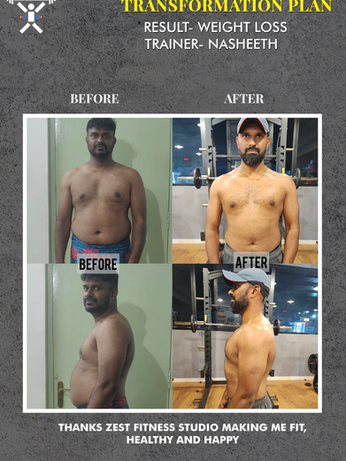 TRANSFORMATION PLAN
RESULT- WEIGHT LOSS
TRAINER- NASHEETH
BEFORE
AFTER
BEFORE
AFTER
THANKS ZEST FITNESS STUDIO MAKING ME FIT,
HEALTHY AND HAPPY